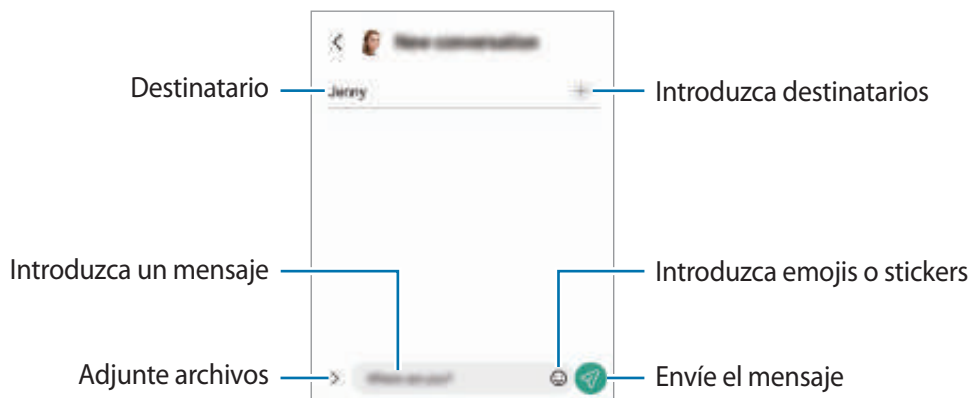 Destinatario
Jenny
Introduzca destinatarios
Introduzca un mensaje
Introduzca emojis o stickers
Adjunte archivos
Envíe el mensaje